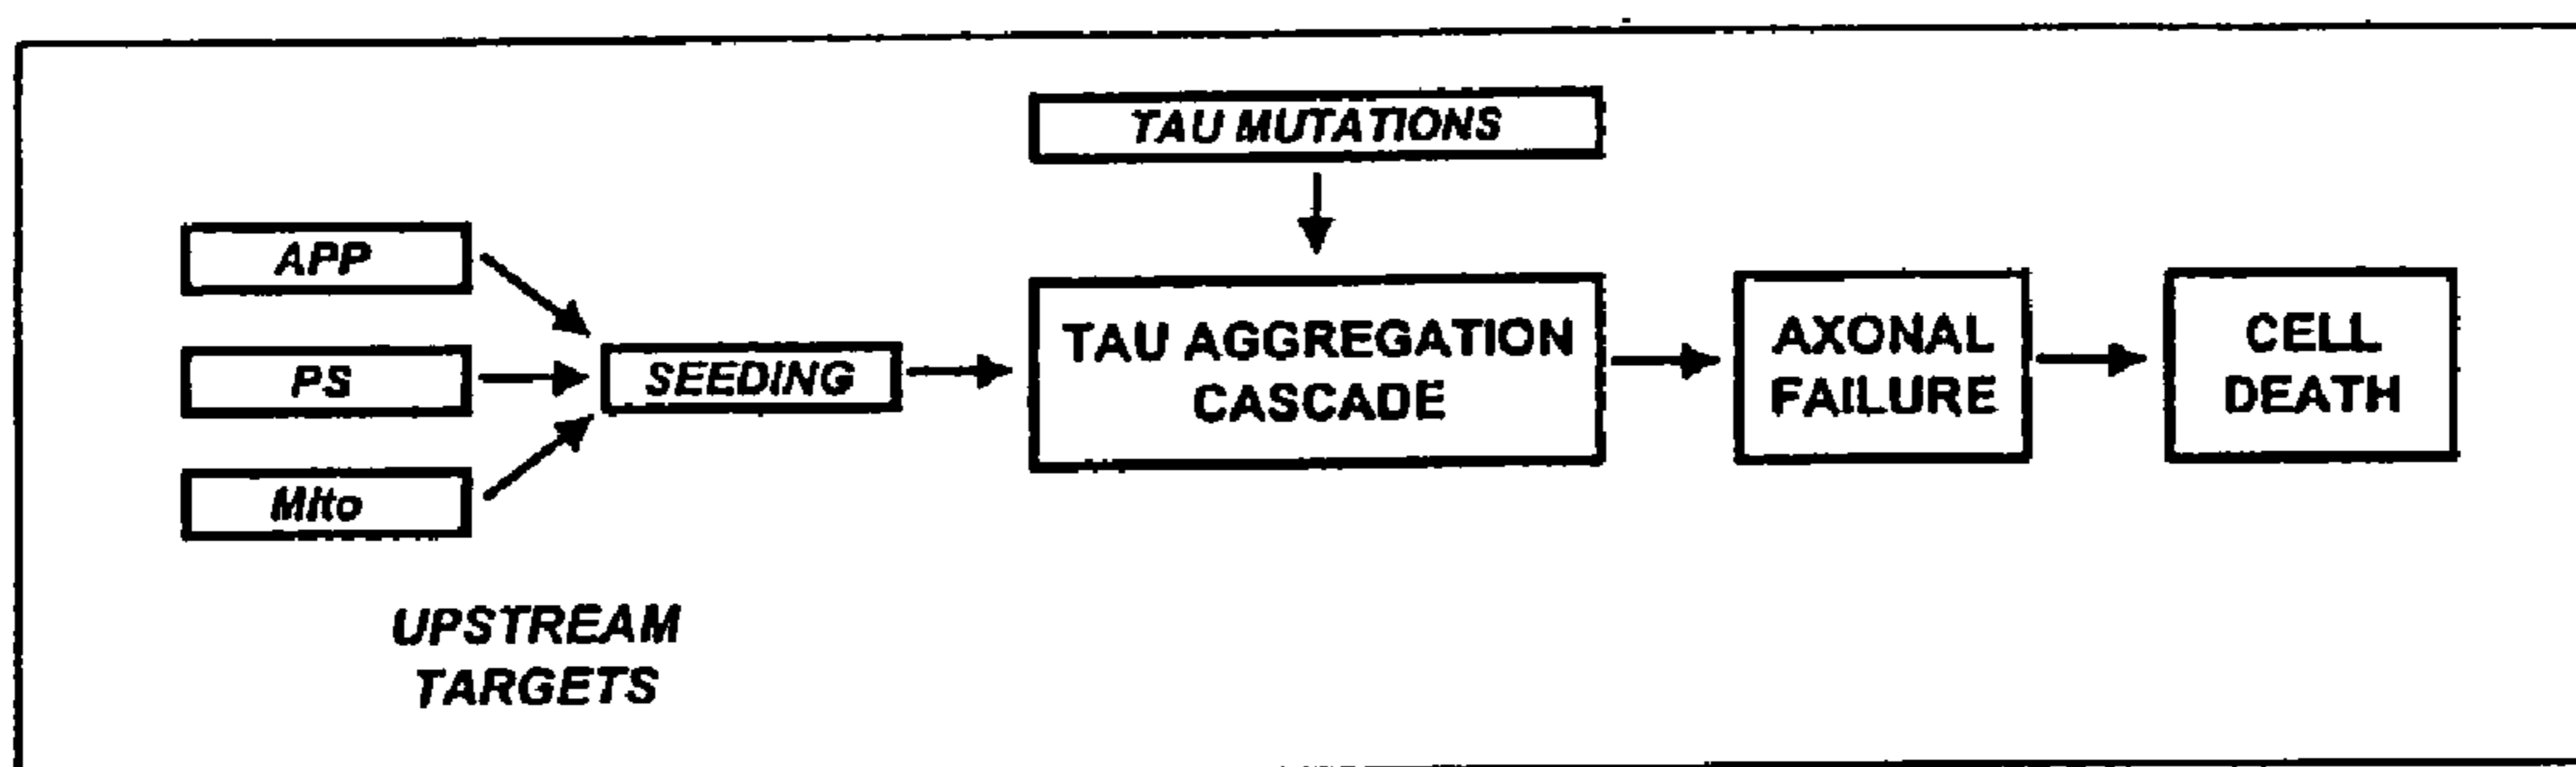 TAU MUTATIONS
APP
PS
Mito
SEEDING
TAU AGGREGATION
CASCADE
AXONAL
FAILURE
CELL
DEATH
UPSTREAM
TARGETS